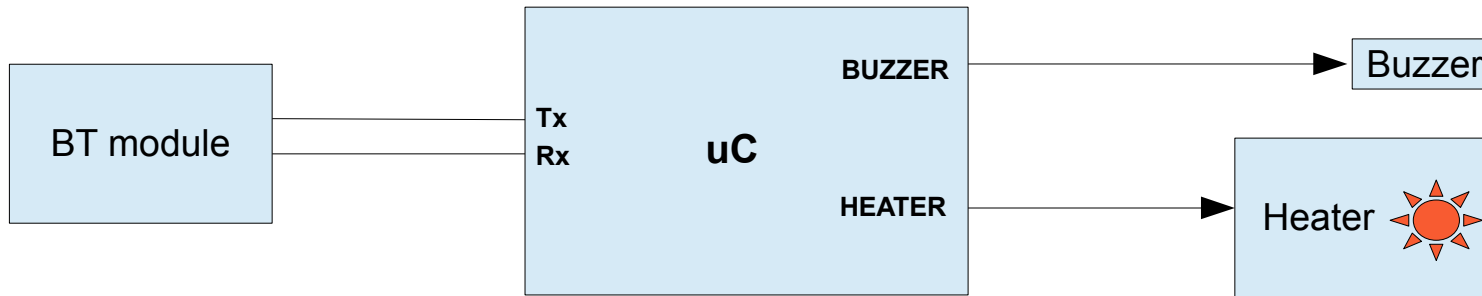 BT module
Tx
Rx
uC
BUZZER
HEATER
Buzzer
Heater